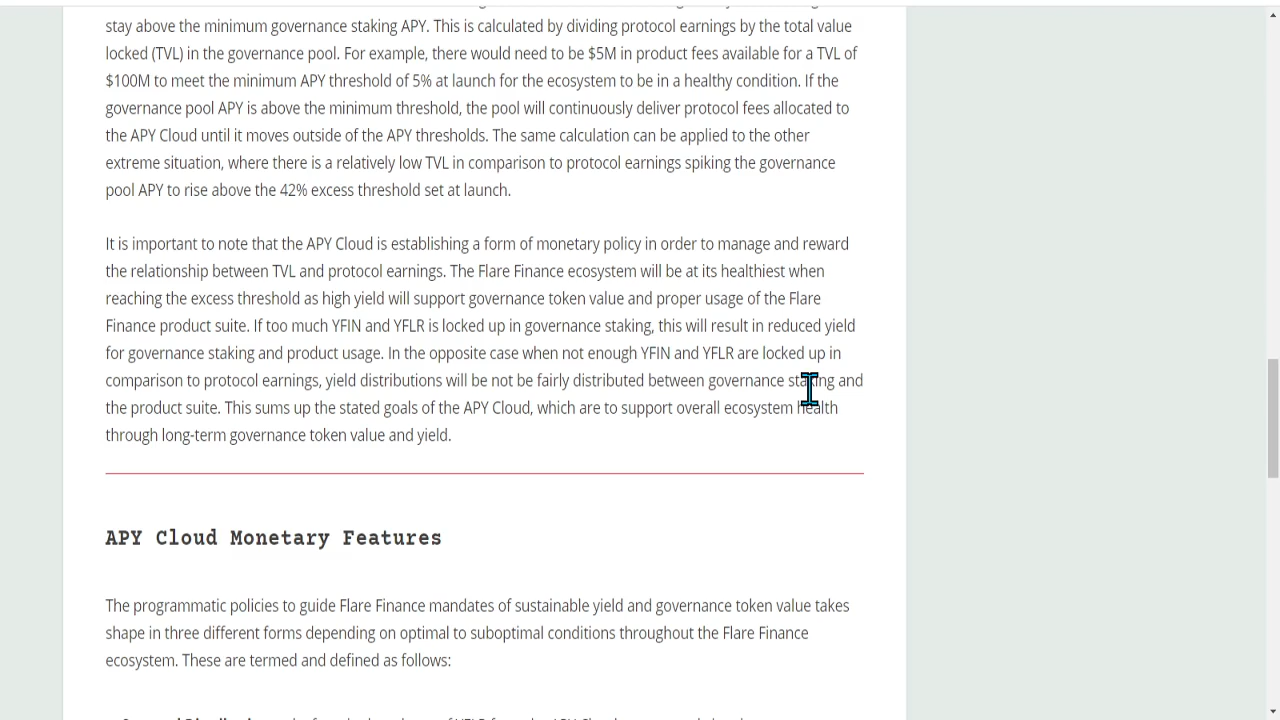 stay above the minimum governance staking APY. This is calculated by dividing protocol earnings by the total value
locked (TVL) in the governance pool. For example, there would need to be $5M in product fees available for a TVL of
$100M to meet the minimum APY threshold of 5% at launch for the ecosystem to be in a healthy condition. If the
governance pool APY is above the minimum threshold, the pool will continuously deliver protocol fees allocated to
the APY Cloud until it moves outside of the APY thresholds. The same calculation can be applied to the other
extreme situation, where there is a relatively low TVL in comparison to protocol earnings spiking the governance
pool APY to rise above the 42% excess threshold set at launch.
It is important to note that the APY Cloud is establishing a form of monetary policy in order to manage and reward
the relationship between TVL and protocol earnings. The Flare Finance ecosystem will be at its healthiest when
reaching the excess threshold as high yield will support governance token value and proper usage of the Flare
Finance product suite. If too much YFIN and YFLR is locked up in governance staking, this will result in reduced yield
for governance staking and product usage. In the opposite case when not enough YFIN and YFLR are locked up in
comparison to protocol earnings, yield distributions will be not be fairly distributed between governance staking and
the product suite. This sums up the stated goals of the APY Cloud, which are to support overall ecosystem health
through long-term governance token value and yield.
APY Cloud Monetary Features
The programmatic policies to guide Flare Finance mandates of sustainable yield and governance token value takes
shape in three different forms depending on optimal to suboptimal conditions throughout the Flare Finance
ecosystem. These are termed and defined as follows: